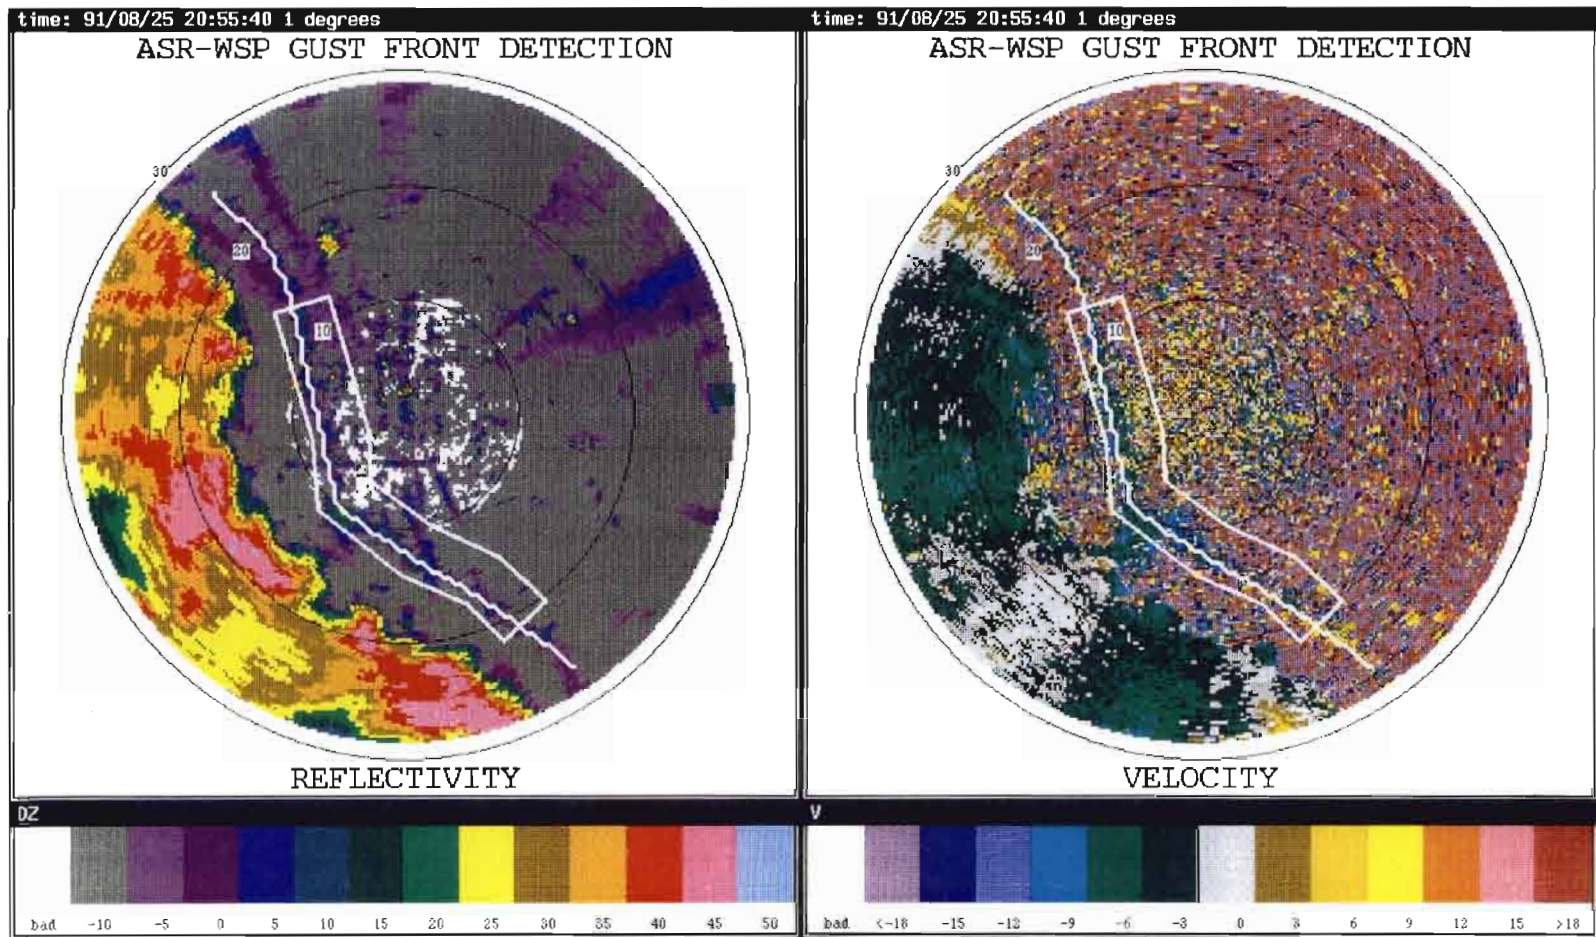 time: 91/08/25 20:55:40 1 degrees
ASR-WSP GUST FRONT DETECTION
30
20
10
REFLECTIVITY
DZ
bad -10 -5 0 5 10 15 20 25 30 35 40 45 50
time: 91/08/25 20:55:40 1 degrees
ASR-WSP GUST FRONT DETECTION
30
20
10
VELOCITY
V
bad <-18 -15 -12 -9 -6 -3 0 3 6 9 12 15 >18